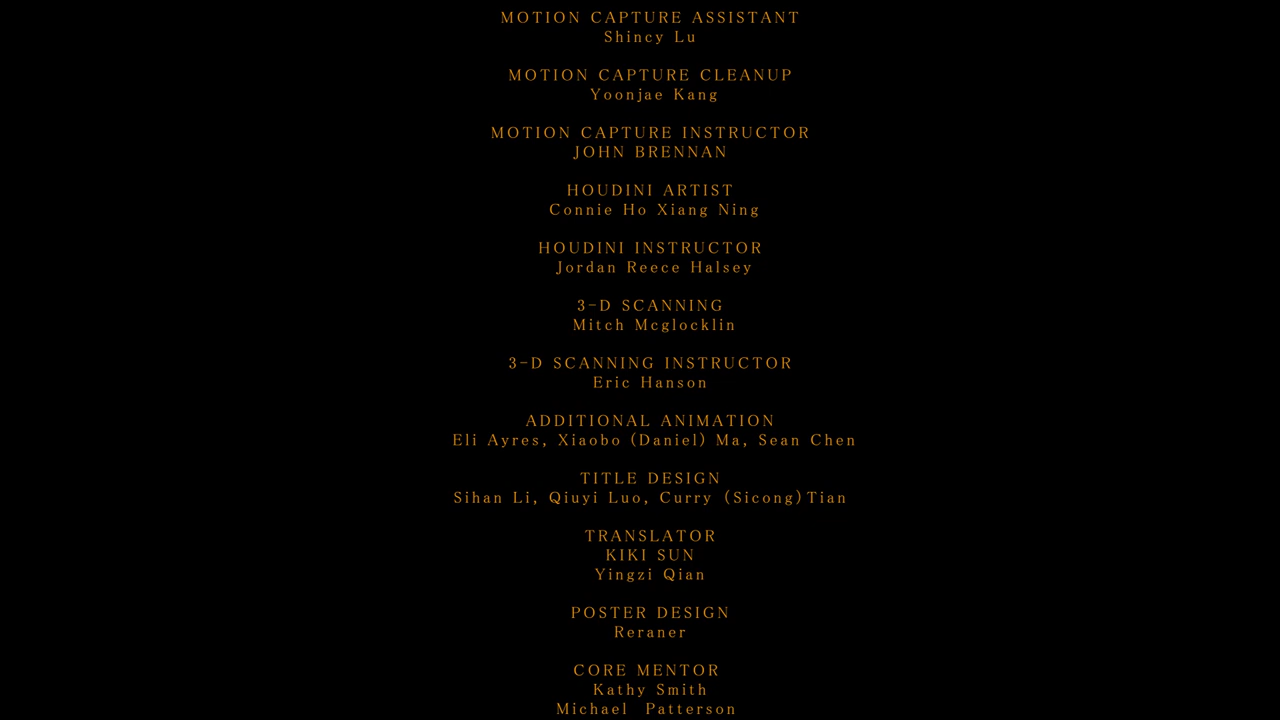 MOTION CAPTURE ASSISTANT
Shincy Lu
MOTION CAPTURE CLEANUP
Yoonjae Kang
MOTION CAPTURE INSTRUCTOR
JOHN BRENNAN
HOUDINI ARTIST
Connie Ho Xiang Ning
HOUDINI INSTRUCTOR
Jordan Reece Halsey
3-D SCANNING
Mitch Mcglocklin
3-D SCANNING INSTRUCTOR
Eric Hanson
ADDITIONAL ANIMATION
Eli Ayres, Xiaobo (Daniel) Ma, Sean Chen
TITLE DESIGN
Sihan Li, Qiuyi Luo, Curry (Sicong)Tian
TRANSLATOR
KIKI SUN
Yingzi Qian
POSTER DESIGN
Reraner
CORE MENTOR
Kathy Smith
Michael  Patterson